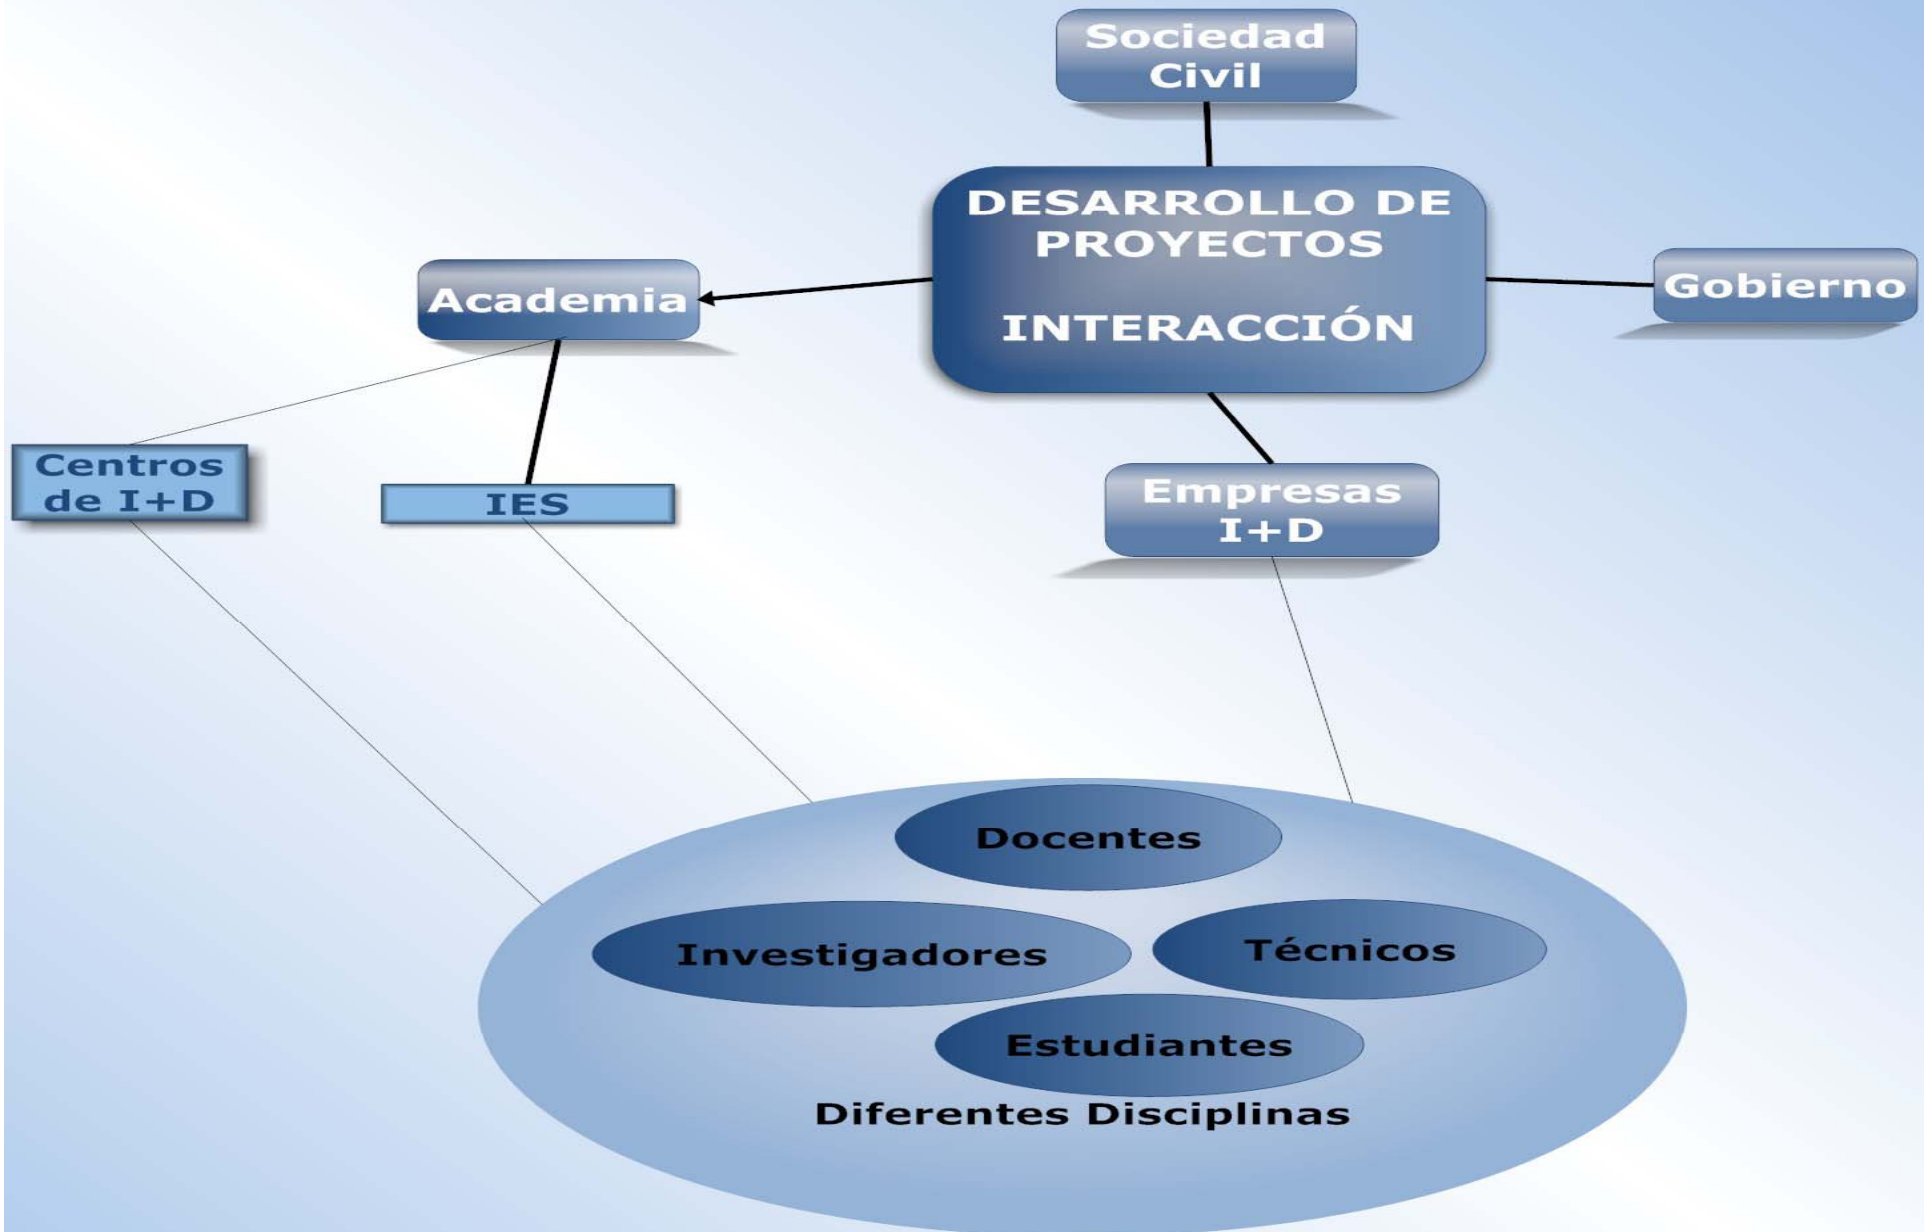 Sociedad
Civil
DESARROLLO DE
PROYECTOS
INTERACCIÓN
Academia
Gobierno
Centros
de I+D
IES
Empresas
I+D
Docentes
Investigadores
Técnicos
Estudiantes
Diferentes Disciplinas